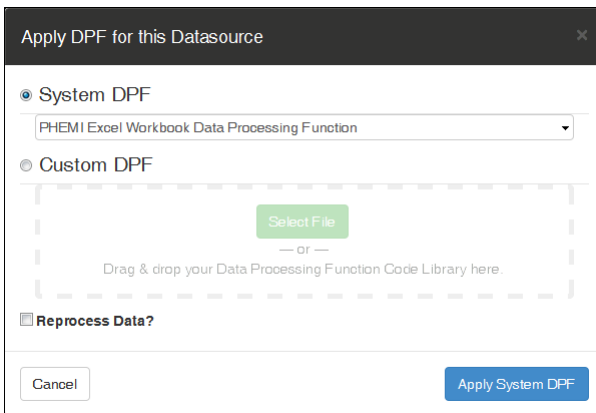 Apply DPF for this Datasource ×
System DPF
PHEMI Excel Workbook Data Processing Function
Custom DPF
Select File
— or —
Drag & drop your Data Processing Function Code Library here.
Reprocess Data?
Cancel Apply System DPF